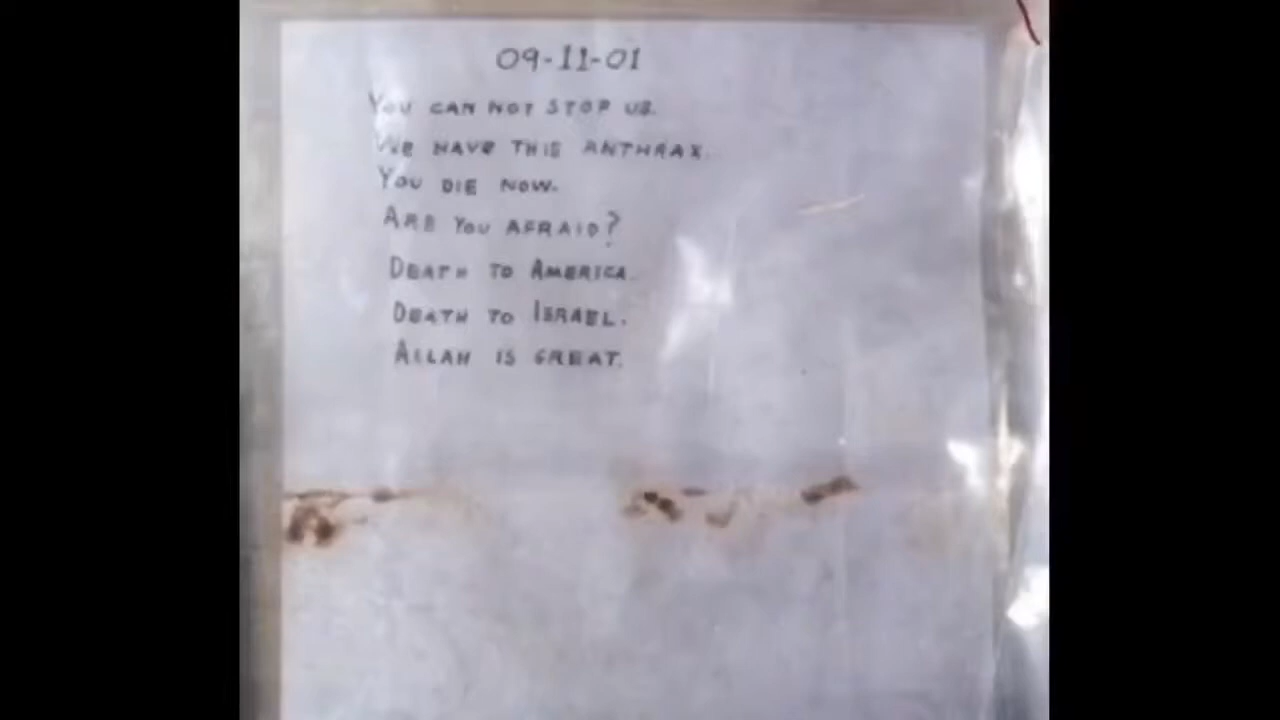 09-11-01
YOU CAN NOT STOP US.
WE HAVE THIS ANTHRAX.
YOU DIE NOW.
ARE YOU AFRAID?
DEATH TO AMERICA.
DEATH TO ISRAEL.
ALLAH IS GREAT.